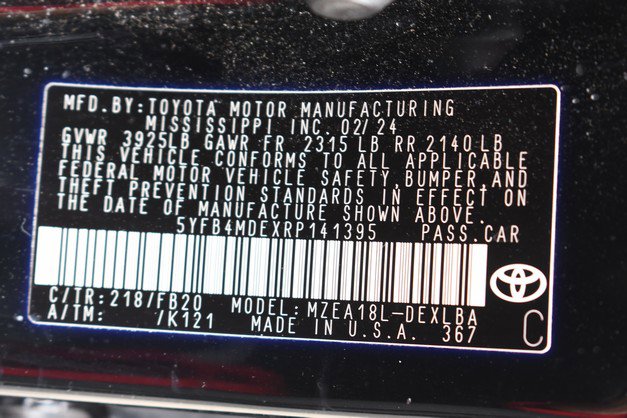 MFD.BY:TOYOTA MOTOR MANUFACTURING
MISSISSIPPI INC. 02/24
GVWR 3925LB GAWR FR 2315 LB RR 2140 LB
THIS VEHICLE CONFORMS TO ALL APPLICABLE
FEDERAL MOTOR VEHICLE SAFETY,BUMPER,AND
THEFT PREVENTION STANDARDS IN EFFECT ON
THE DATE OF MANUFACTURE SHOWN ABOVE.
5YFB4MDEXRP141395 PASS.CAR
C/TR:218/FB20 MODEL:MZEA18L-DEXLBA
A/TM: /K121 MADE IN U.S.A. 367 C